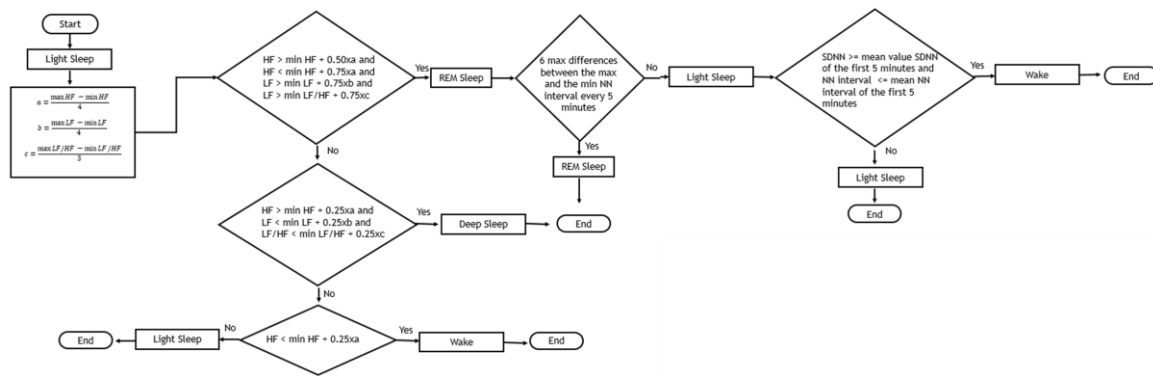 Start
Light Sleep
a = max HF − min HF / 4
b = max LF − min LF / 4
c = max LF/HF − min LF/HF / 3
HF > min HF + 0.50xa and
HF < min HF + 0.75xa and
LF > min LF + 0.75xb and
LF > min LF/HF + 0.75xc
Yes
REM Sleep
6 max differences
between the max
and the min NN
interval every 5
minutes
No
Light Sleep
SDNN >= mean value SDNN
of the first 5 minutes and
NN interval <= mean NN
interval of the first 5
minutes
Yes
Wake
End
Yes
REM Sleep
End
No
Light Sleep
End
No
HF > min HF + 0.25xa and
LF < min LF + 0.25xb and
LF/HF < min LF/HF + 0.25xc
Yes
Deep Sleep
No
HF < min HF + 0.25xa
No
Light Sleep
End
Yes
Wake
End